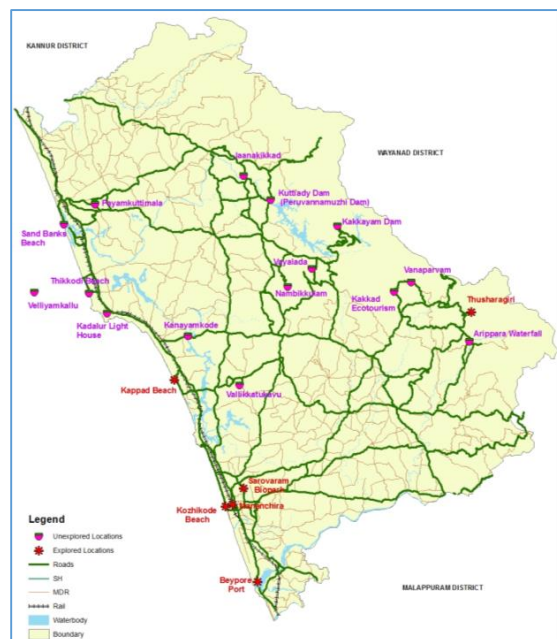 KANNUR DISTRICT
WAYANAD DISTRICT
Jaanakikkad
Payamkuttimala
Kuttiady Dam
(Peruvannamuzhi Dam)
Sand Banks
Beach
Kakkayam Dam
Vayalada
Vanaparvam
Thikkodi Beach
Nambikkulam
Kakkad
Ecotourism
Thusharagiri
Velliyamkallu
Kadalur Light
House
Kanayamkode
Arippara Waterfall
Kappad Beach
Vallikkattukavu
Sarovaram
Biopark
Kozhikode
Beach
Mananchira
Beypore
Port
MALAPPURAM DISTRICT
Legend
Unexplored Locations
Explored Locations
Roads
SH
MDR
Rail
Waterbody
Boundary